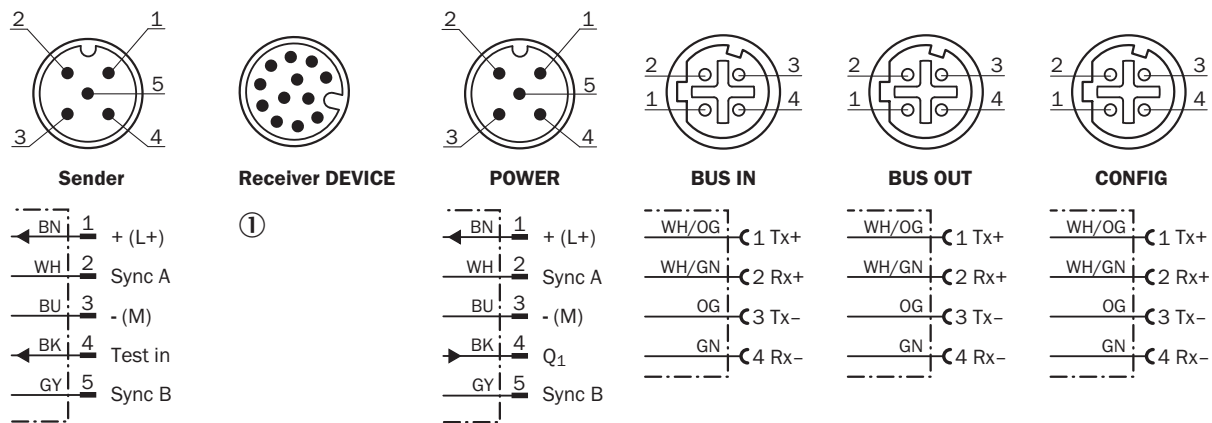 2 1 5 3 4
2 1 5 3 4
2 3 1 4
2 3 1 4
2 3 1 4
Sender
Receiver DEVICE
POWER
BUS IN
BUS OUT
CONFIG
BN 1 + (L+)
WH 2 Sync A
BU 3 - (M)
BK 4 Test in
GY 5 Sync B
①
BN 1 + (L+)
WH 2 Sync A
BU 3 - (M)
BK 4 Q₁
GY 5 Sync B
WH/OG 1 Tx+
WH/GN 2 Rx+
OG 3 Tx–
GN 4 Rx–
WH/OG 1 Tx+
WH/GN 2 Rx+
OG 3 Tx–
GN 4 Rx–
WH/OG 1 Tx+
WH/GN 2 Rx+
OG 3 Tx–
GN 4 Rx–